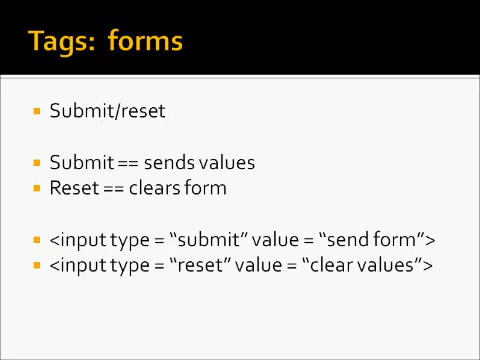 Tags: forms
Submit/reset
Submit == sends values
Reset == clears form
<input type = “submit” value = “send form”>
<input type = “reset” value = “clear values”>